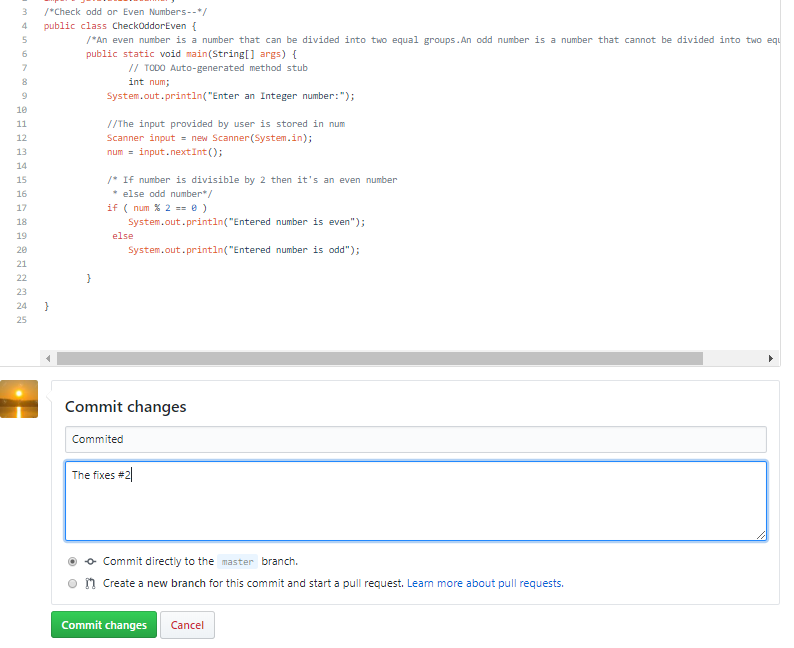 3 /*Check odd or Even Numbers--*/
4 public class CheckOddorEven {
5 /*An even number is a number that can be divided into two equal groups.An odd number is a number that cannot be divided into two equ
6 public static void main(String[] args) {
7 // TODO Auto-generated method stub
8 int num;
9 System.out.println("Enter an Integer number:");
10
11 //The input provided by user is stored in num
12 Scanner input = new Scanner(System.in);
13 num = input.nextInt();
14
15 /* If number is divisible by 2 then it's an even number
16 * else odd number*/
17 if ( num % 2 == 0 )
18 System.out.println("Entered number is even");
19 else
20 System.out.println("Entered number is odd");
21
22 }
23
24 }
25
Commit changes
Commited
The fixes #2
Commit directly to the master branch.
Create a new branch for this commit and start a pull request. Learn more about pull requests.
Commit changes Cancel